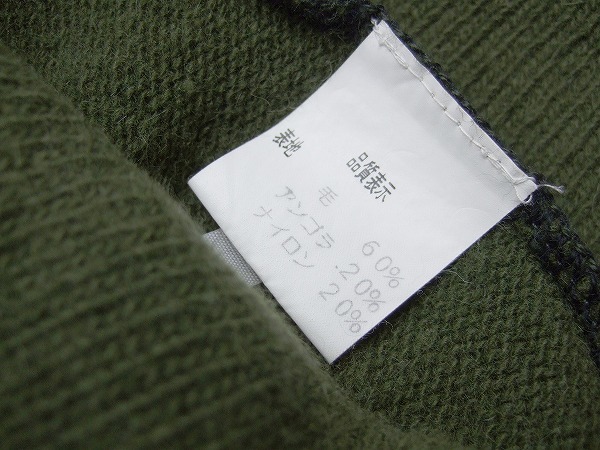 品質表示
表地
毛 60%
アンゴラ 20%
ナイロン 20%